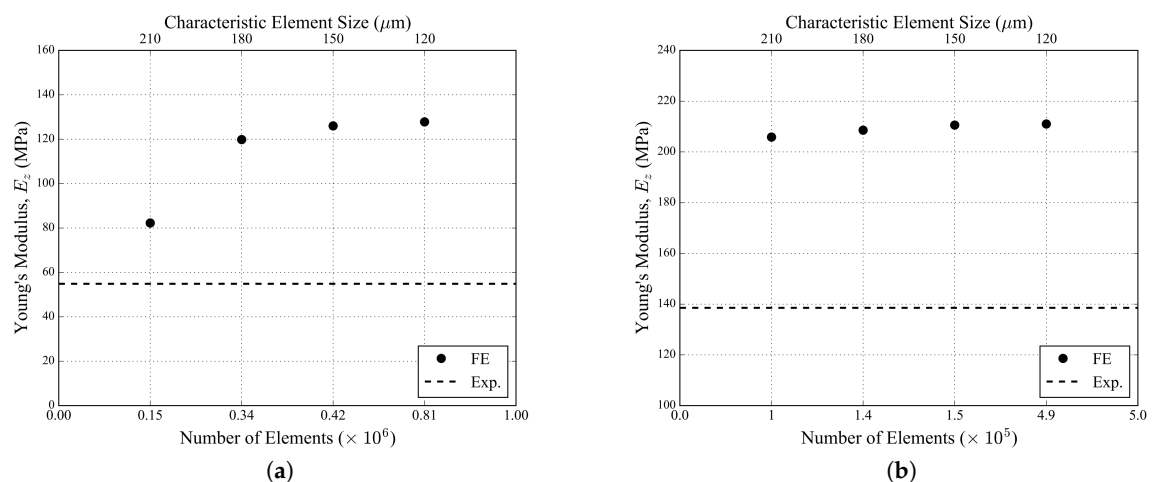 Characteristic Element Size (μm)
210 180 150 120
160
140
120
100
80
60
40
20
0
Young's Modulus, E_z (MPa)
FE
Exp.
0.00 0.15 0.34 0.42 0.81 1.00
Number of Elements (× 10^6)
(a)
Characteristic Element Size (μm)
210 180 150 120
240
220
200
180
160
140
120
100
Young's Modulus, E_z (MPa)
FE
Exp.
0.0 1 1.4 1.5 4.9 5.0
Number of Elements (× 10^5)
(b)